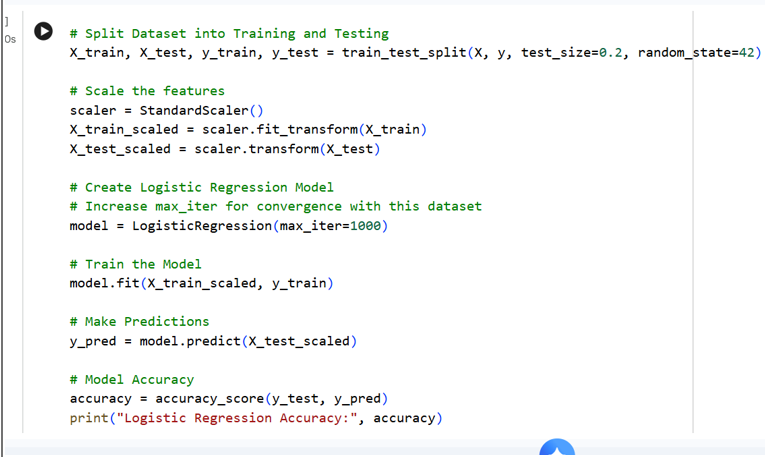 ]
0s
# Split Dataset into Training and Testing
X_train, X_test, y_train, y_test = train_test_split(X, y, test_size=0.2, random_state=42)
# Scale the features
scaler = StandardScaler()
X_train_scaled = scaler.fit_transform(X_train)
X_test_scaled = scaler.transform(X_test)
# Create Logistic Regression Model
# Increase max_iter for convergence with this dataset
model = LogisticRegression(max_iter=1000)
# Train the Model
model.fit(X_train_scaled, y_train)
# Make Predictions
y_pred = model.predict(X_test_scaled)
# Model Accuracy
accuracy = accuracy_score(y_test, y_pred)
print("Logistic Regression Accuracy:", accuracy)